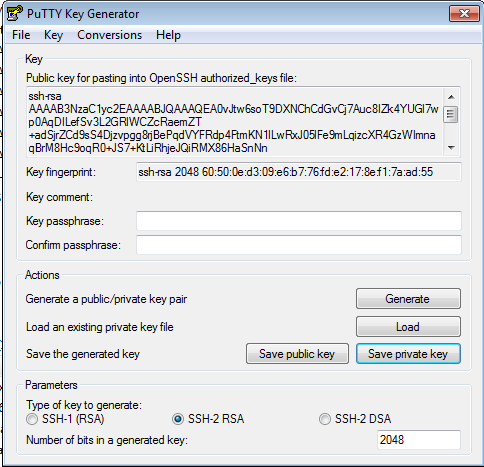 PuTTY Key Generator
File Key Conversions Help
Key
Public key for pasting into OpenSSH authorized_keys file:
ssh-rsa
AAAAB3NzaC1yc2EAAAABJQAAAQEA0vJtw6soT9DXNChCdGvCj7Auc8IZk4YUGl7w
p0AqDILefSv3L2GRIWCZcRaemZT
+adSjrZCd9sS4Djzvpgg8rjBePqdVYFRdp4FtmKN1ILwRxJ05IFe9mLqizcXR4GzWlmna
qBrM8Hc9oqR0+JS7+KtLiRhjeJQiRMX86HaSnNn
Key fingerprint: ssh-rsa 2048 60:50:0e:d3:09:e6:b7:76:fd:e2:17:8e:f1:7a:ad:55
Key comment:
Key passphrase:
Confirm passphrase:
Actions
Generate a public/private key pair Generate
Load an existing private key file Load
Save the generated key Save public key Save private key
Parameters
Type of key to generate:
SSH-1 (RSA) SSH-2 RSA SSH-2 DSA
Number of bits in a generated key: 2048